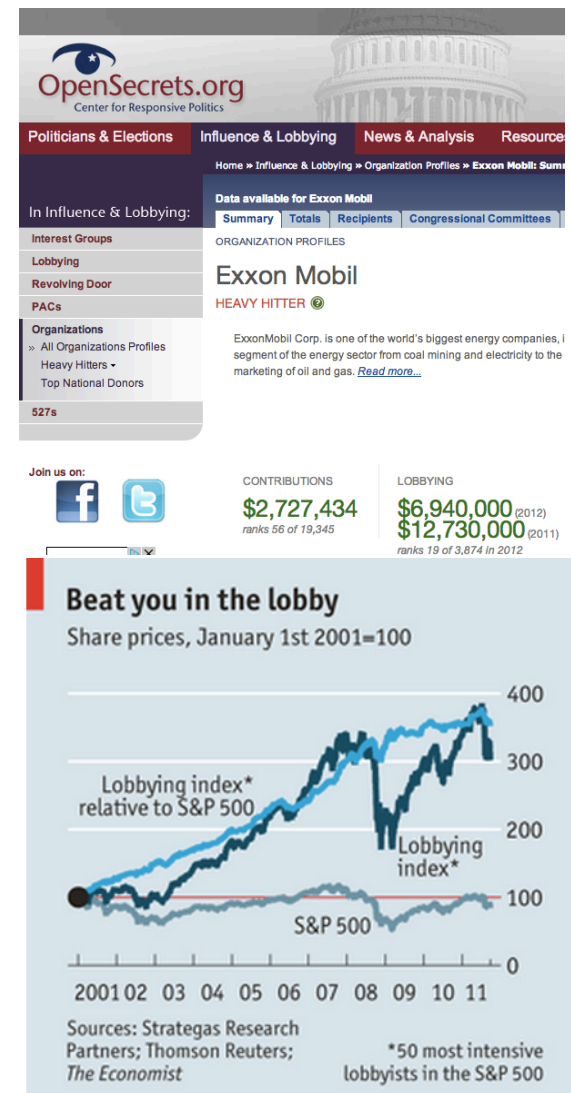 OpenSecrets.org
Center for Responsive Politics
Politicians & Elections Influence & Lobbying News & Analysis Resource
Home » Influence & Lobbying » Organization Profiles » Exxon Mobil: Sum
In Influence & Lobbying:
Interest Groups
Lobbying
Revolving Door
PACs
Organizations
» All Organizations Profiles
Heavy Hitters
Top National Donors
527s
Data available for Exxon Mobil
Summary Totals Recipients Congressional Committees
ORGANIZATION PROFILES
Exxon Mobil
HEAVY HITTER ?
ExxonMobil Corp. is one of the world's biggest energy companies, i
segment of the energy sector from coal mining and electricity to the
marketing of oil and gas. Read more...
Join us on:
CONTRIBUTIONS
$2,727,434
ranks 56 of 19,345
LOBBYING
$6,940,000 (2012)
$12,730,000 (2011)
ranks 19 of 3,874 in 2012
Beat you in the lobby
Share prices, January 1st 2001=100
400
300
200
100
0
Lobbying index*
relative to S&P 500
Lobbying
index*
S&P 500
2001 02 03 04 05 06 07 08 09 10 11
Sources: Strategas Research
Partners; Thomson Reuters;
The Economist
*50 most intensive
lobbyists in the S&P 500